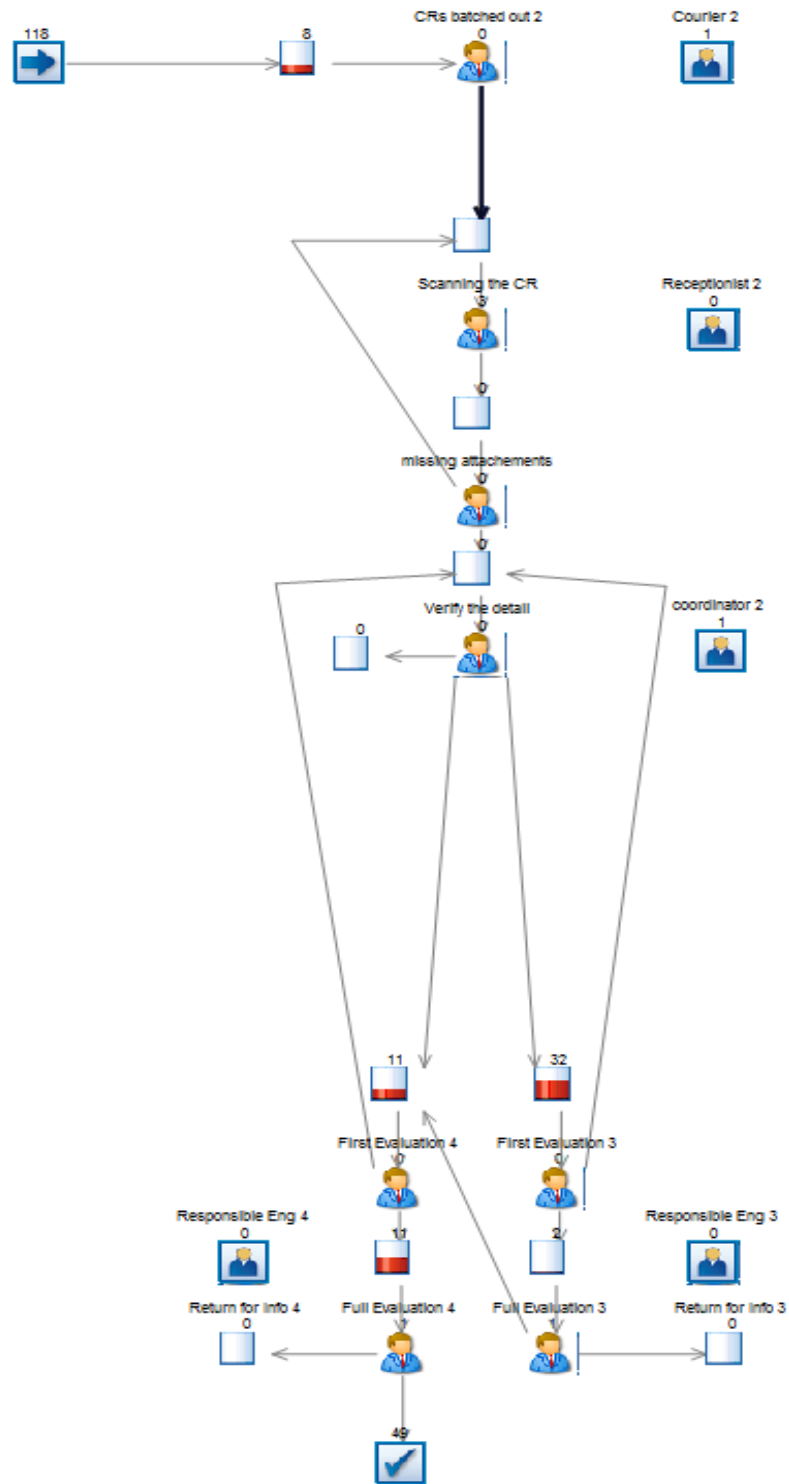 CRs batched out 2
Courier 2
118
8
0
1
Scanning the CR
Receptionist 2
3
0
0
missing attachements
0
0
Verify the detail
coordinator 2
0
0
1
11
32
First Evaluation 4
First Evaluation 3
0
0
Responsible Eng 4
Responsible Eng 3
0
11
2
0
Return for Info 4
Full Evaluation 4
Full Evaluation 3
Return for Info 3
0
1
1
0
49